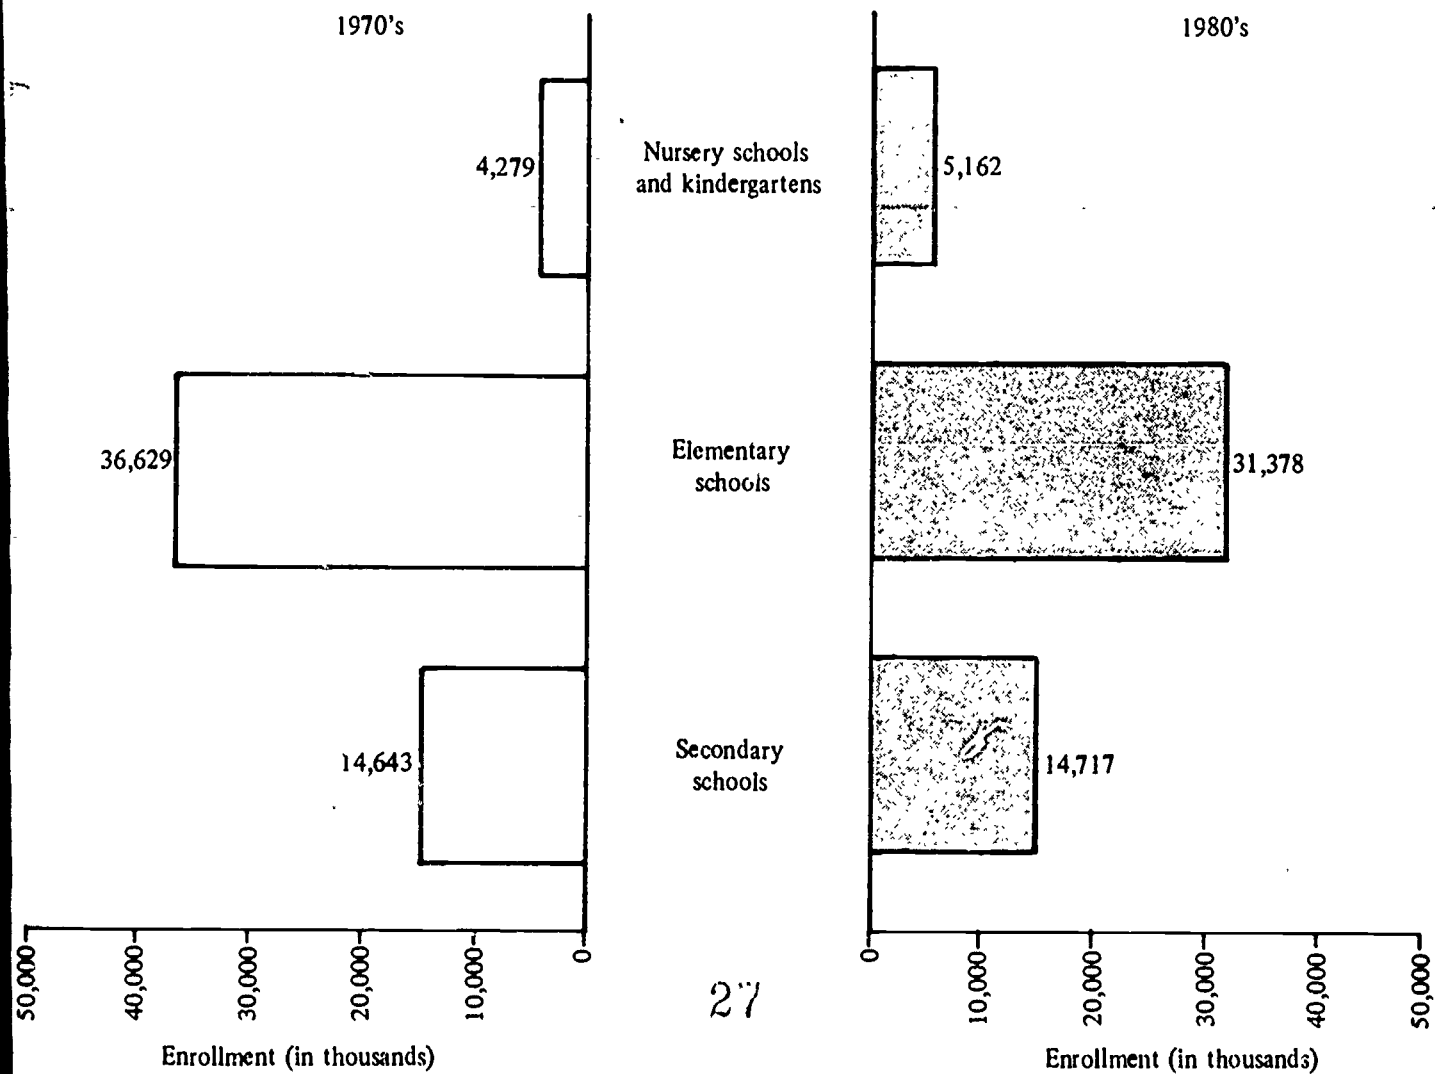 1970's
1980's
4,279
Nursery schools
and kindergartens
5,162
36,629
Elementary
schools
31,378
14,643
Secondary
schools
14,717
50,000
40,000
30,000
20,000
10,000
0
0
10,000
20,000
30,000
40,000
50,000
27
Enrollment (in thousands)
Enrollment (in thousands)